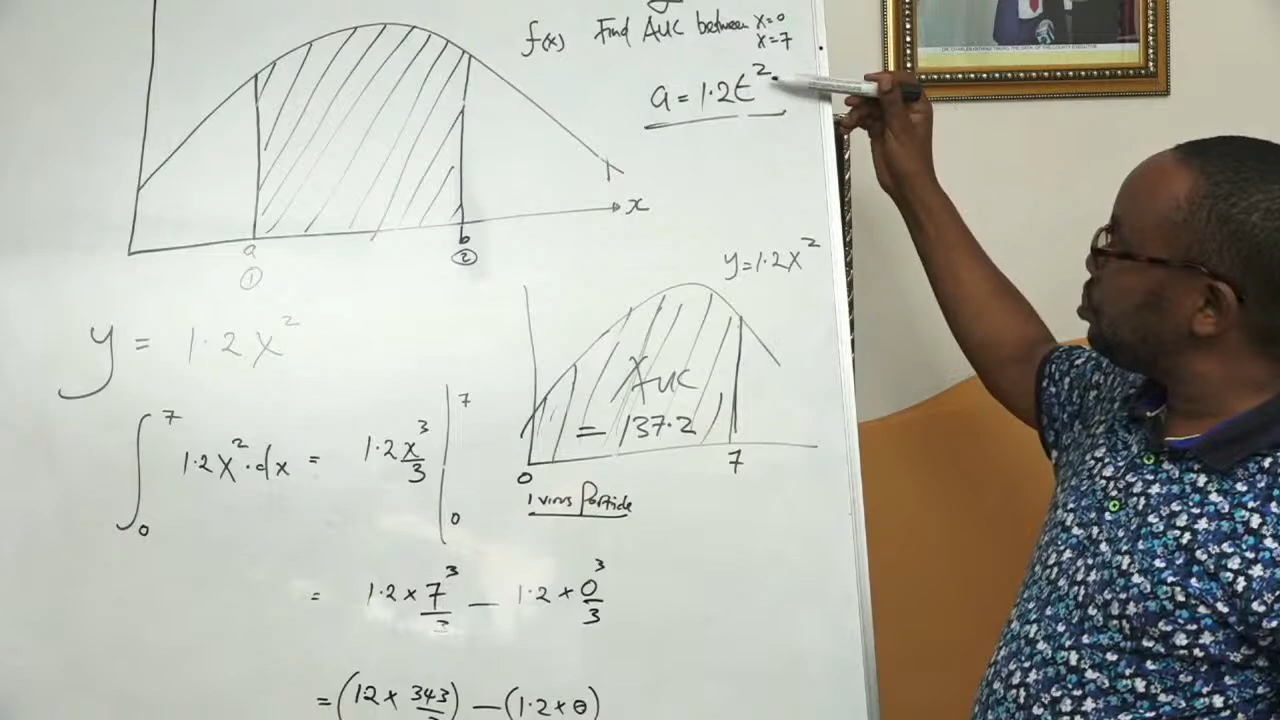 f(x) Find AUC between x=0
x=7
a = 1.2t²
x
a
b
①
②
y = 1.2x²
y = 1.2x²
AUC
= 137.2
0
7
1 virus Particle
∫₀⁷ 1.2x².dx = 1.2x³/3 |₀⁷
= 1.2 × 7³/3 — 1.2 × 0³/3
= (12 × 343/3) — (1.2 × 0)